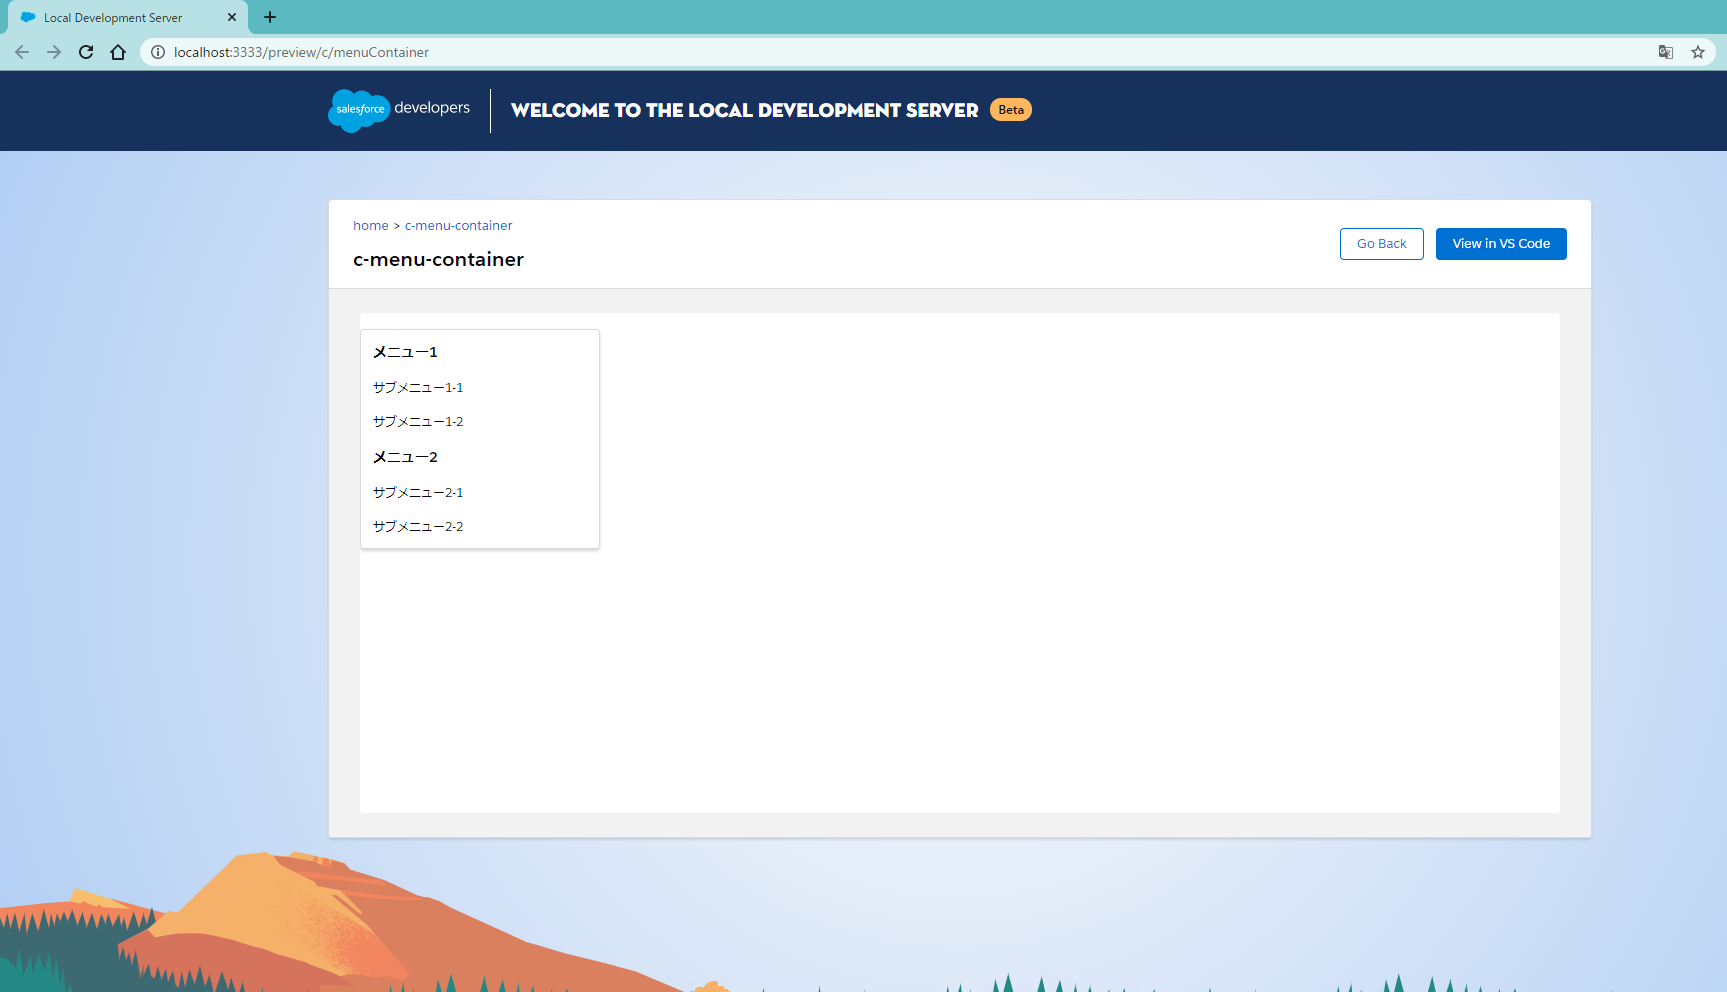 Local Development Server
localhost:3333/preview/c/menuContainer
salesforce developers
WELCOME TO THE LOCAL DEVELOPMENT SERVER Beta
home > c-menu-container
c-menu-container
Go Back
View in VS Code
メニュー1
サブメニュー1-1
サブメニュー1-2
メニュー2
サブメニュー2-1
サブメニュー2-2